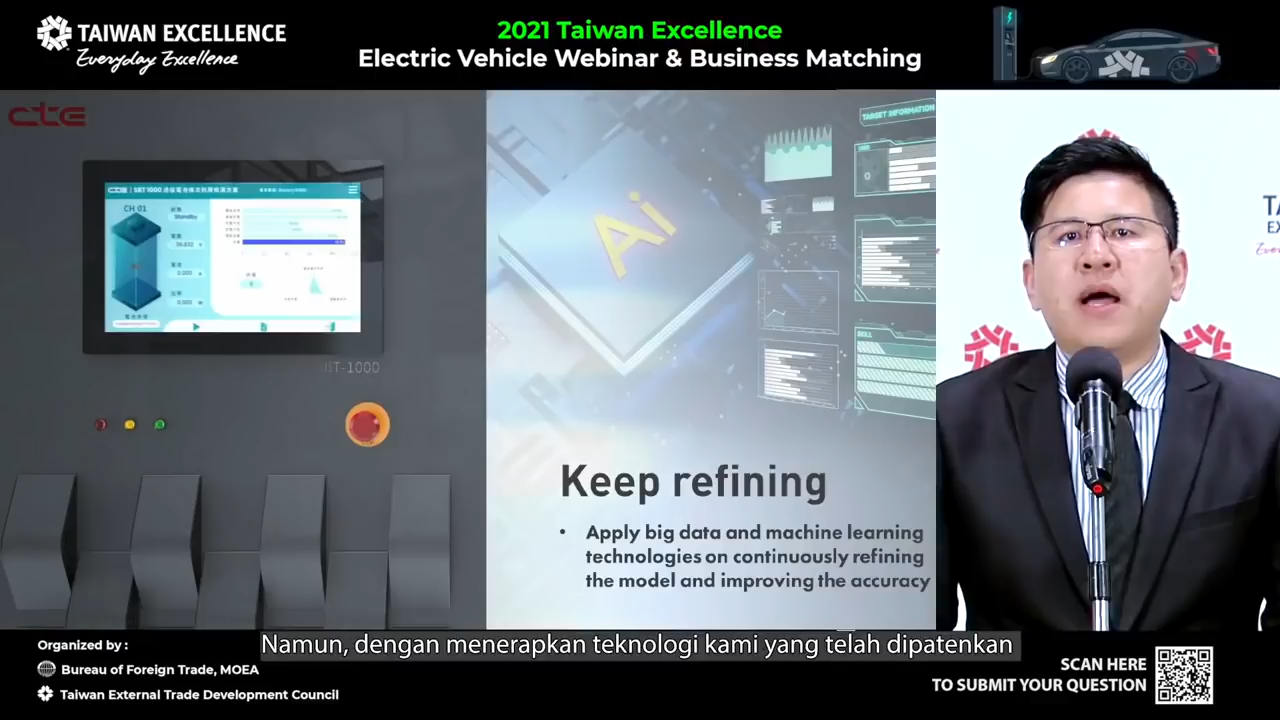 TAIWAN EXCELLENCE
Everyday Excellence
2021 Taiwan Excellence
Electric Vehicle Webinar & Business Matching
cte
TARGET INFORMATION
CH 01
Standby
SKILL
Ai
IIT-1000
Keep refining
• Apply big data and machine learning
technologies on continuously refining
the model and improving the accuracy
Namun, dengan menerapkan teknologi kami yang telah dipatenkan
Organized by :
Bureau of Foreign Trade, MOEA
Taiwan External Trade Development Council
SCAN HERE
TO SUBMIT YOUR QUESTION